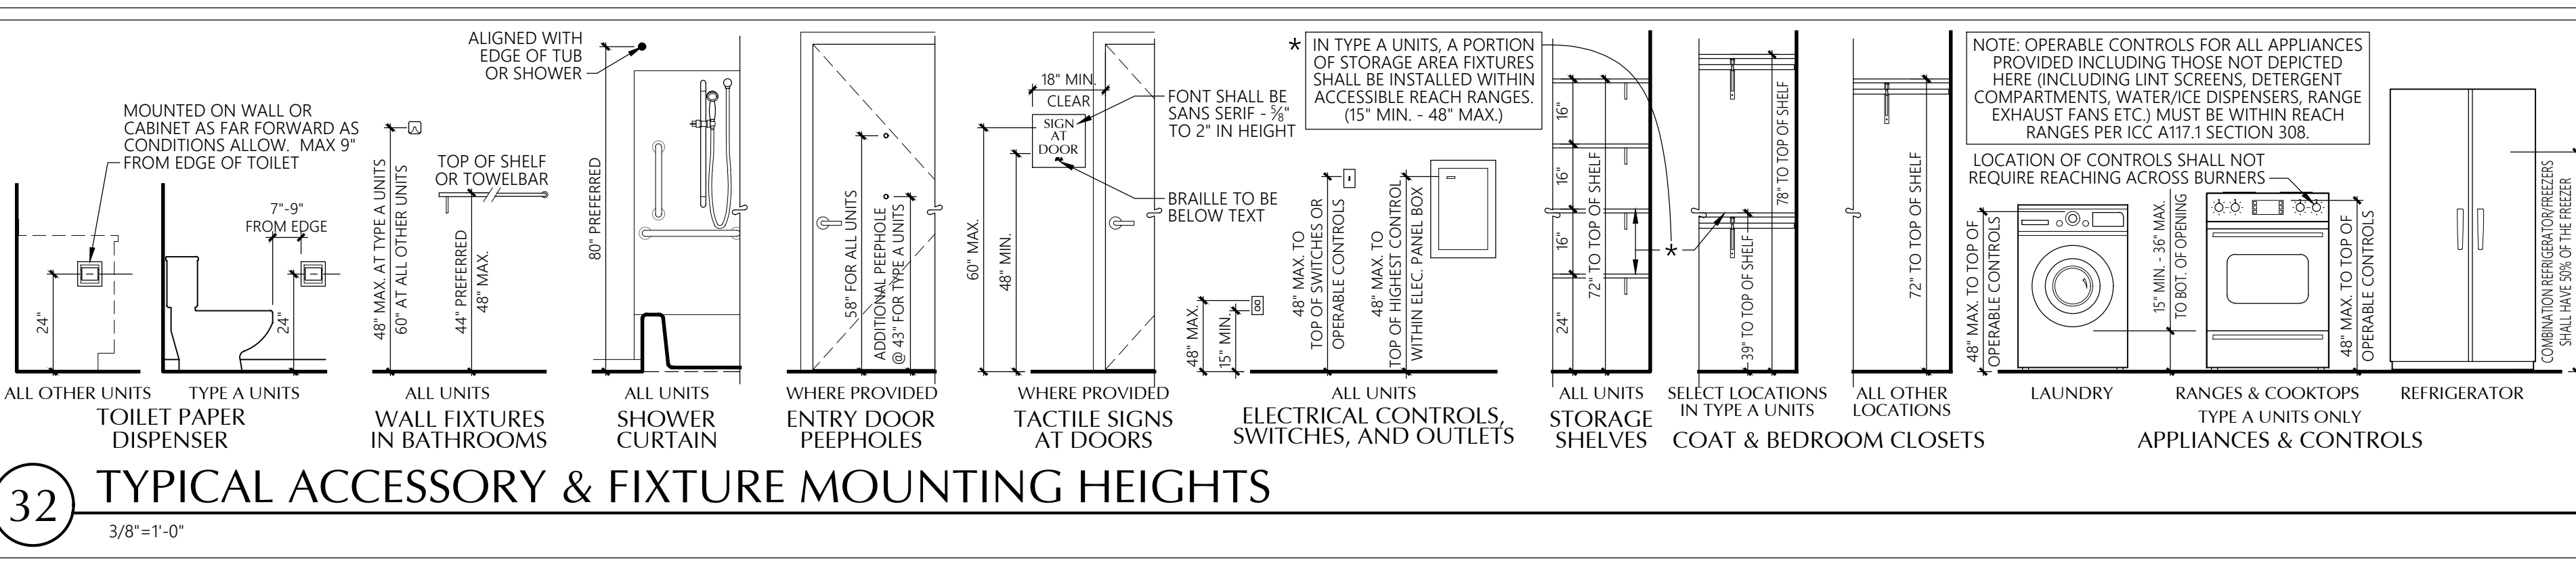 MOUNTED ON WALL OR
CABINET AS FAR FORWARD AS
CONDITIONS ALLOW. MAX 9"
FROM EDGE OF TOILET
24"
7"-9"
FROM EDGE
24"
ALL OTHER UNITS
TYPE A UNITS
TOILET PAPER
DISPENSER
48" MAX. AT TYPE A UNITS
60" AT ALL OTHER UNITS
TOP OF SHELF
OR TOWELBAR
44" PREFERRED
48" MAX.
ALL UNITS
WALL FIXTURES
IN BATHROOMS
ALIGNED WITH
EDGE OF TUB
OR SHOWER
80" PREFERRED
ALL UNITS
SHOWER
CURTAIN
58" FOR ALL UNITS
ADDITIONAL PEEPHOLE
@ 43" FOR TYPE A UNITS
WHERE PROVIDED
ENTRY DOOR
PEEPHOLES
18" MIN.
CLEAR
SIGN
AT
DOOR
FONT SHALL BE
SANS SERIF - 5/8"
TO 2" IN HEIGHT
BRAILLE TO BE
BELOW TEXT
60" MAX.
48" MIN.
WHERE PROVIDED
TACTILE SIGNS
AT DOORS
48" MAX.
15" MIN.
48" MAX. TO
TOP OF SWITCHES OR
OPERABLE CONTROLS
48" MAX. TO
TOP OF HIGHEST CONTROL
WITHIN ELEC. PANEL BOX
ALL UNITS
ELECTRICAL CONTROLS,
SWITCHES, AND OUTLETS
* IN TYPE A UNITS, A PORTION
OF STORAGE AREA FIXTURES
SHALL BE INSTALLED WITHIN
ACCESSIBLE REACH RANGES.
(15" MIN. - 48" MAX.)
16"
16"
16"
24"
72" TO TOP OF SHELF
*
ALL UNITS
STORAGE
SHELVES
78" TO TOP OF SHELF
39" TO TOP OF SHELF
SELECT LOCATIONS
IN TYPE A UNITS
72" TO TOP OF SHELF
ALL OTHER
LOCATIONS
COAT & BEDROOM CLOSETS
NOTE: OPERABLE CONTROLS FOR ALL APPLIANCES
PROVIDED INCLUDING THOSE NOT DEPICTED
HERE (INCLUDING LINT SCREENS, DETERGENT
COMPARTMENTS, WATER/ICE DISPENSERS, RANGE
EXHAUST FANS ETC.) MUST BE WITHIN REACH
RANGES PER ICC A117.1 SECTION 308.
LOCATION OF CONTROLS SHALL NOT
REQUIRE REACHING ACROSS BURNERS
48" MAX. TO TOP OF
OPERABLE CONTROLS
15" MIN. - 36" MAX.
TO BOT. OF OPENING
48" MAX. TO TOP OF
OPERABLE CONTROLS
COMBINATION REFRIGERATOR/FREEZERS
SHALL HAVE 50% OF THE FREEZER
LAUNDRY
RANGES & COOKTOPS
REFRIGERATOR
TYPE A UNITS ONLY
APPLIANCES & CONTROLS
32
TYPICAL ACCESSORY & FIXTURE MOUNTING HEIGHTS
3/8"=1'-0"